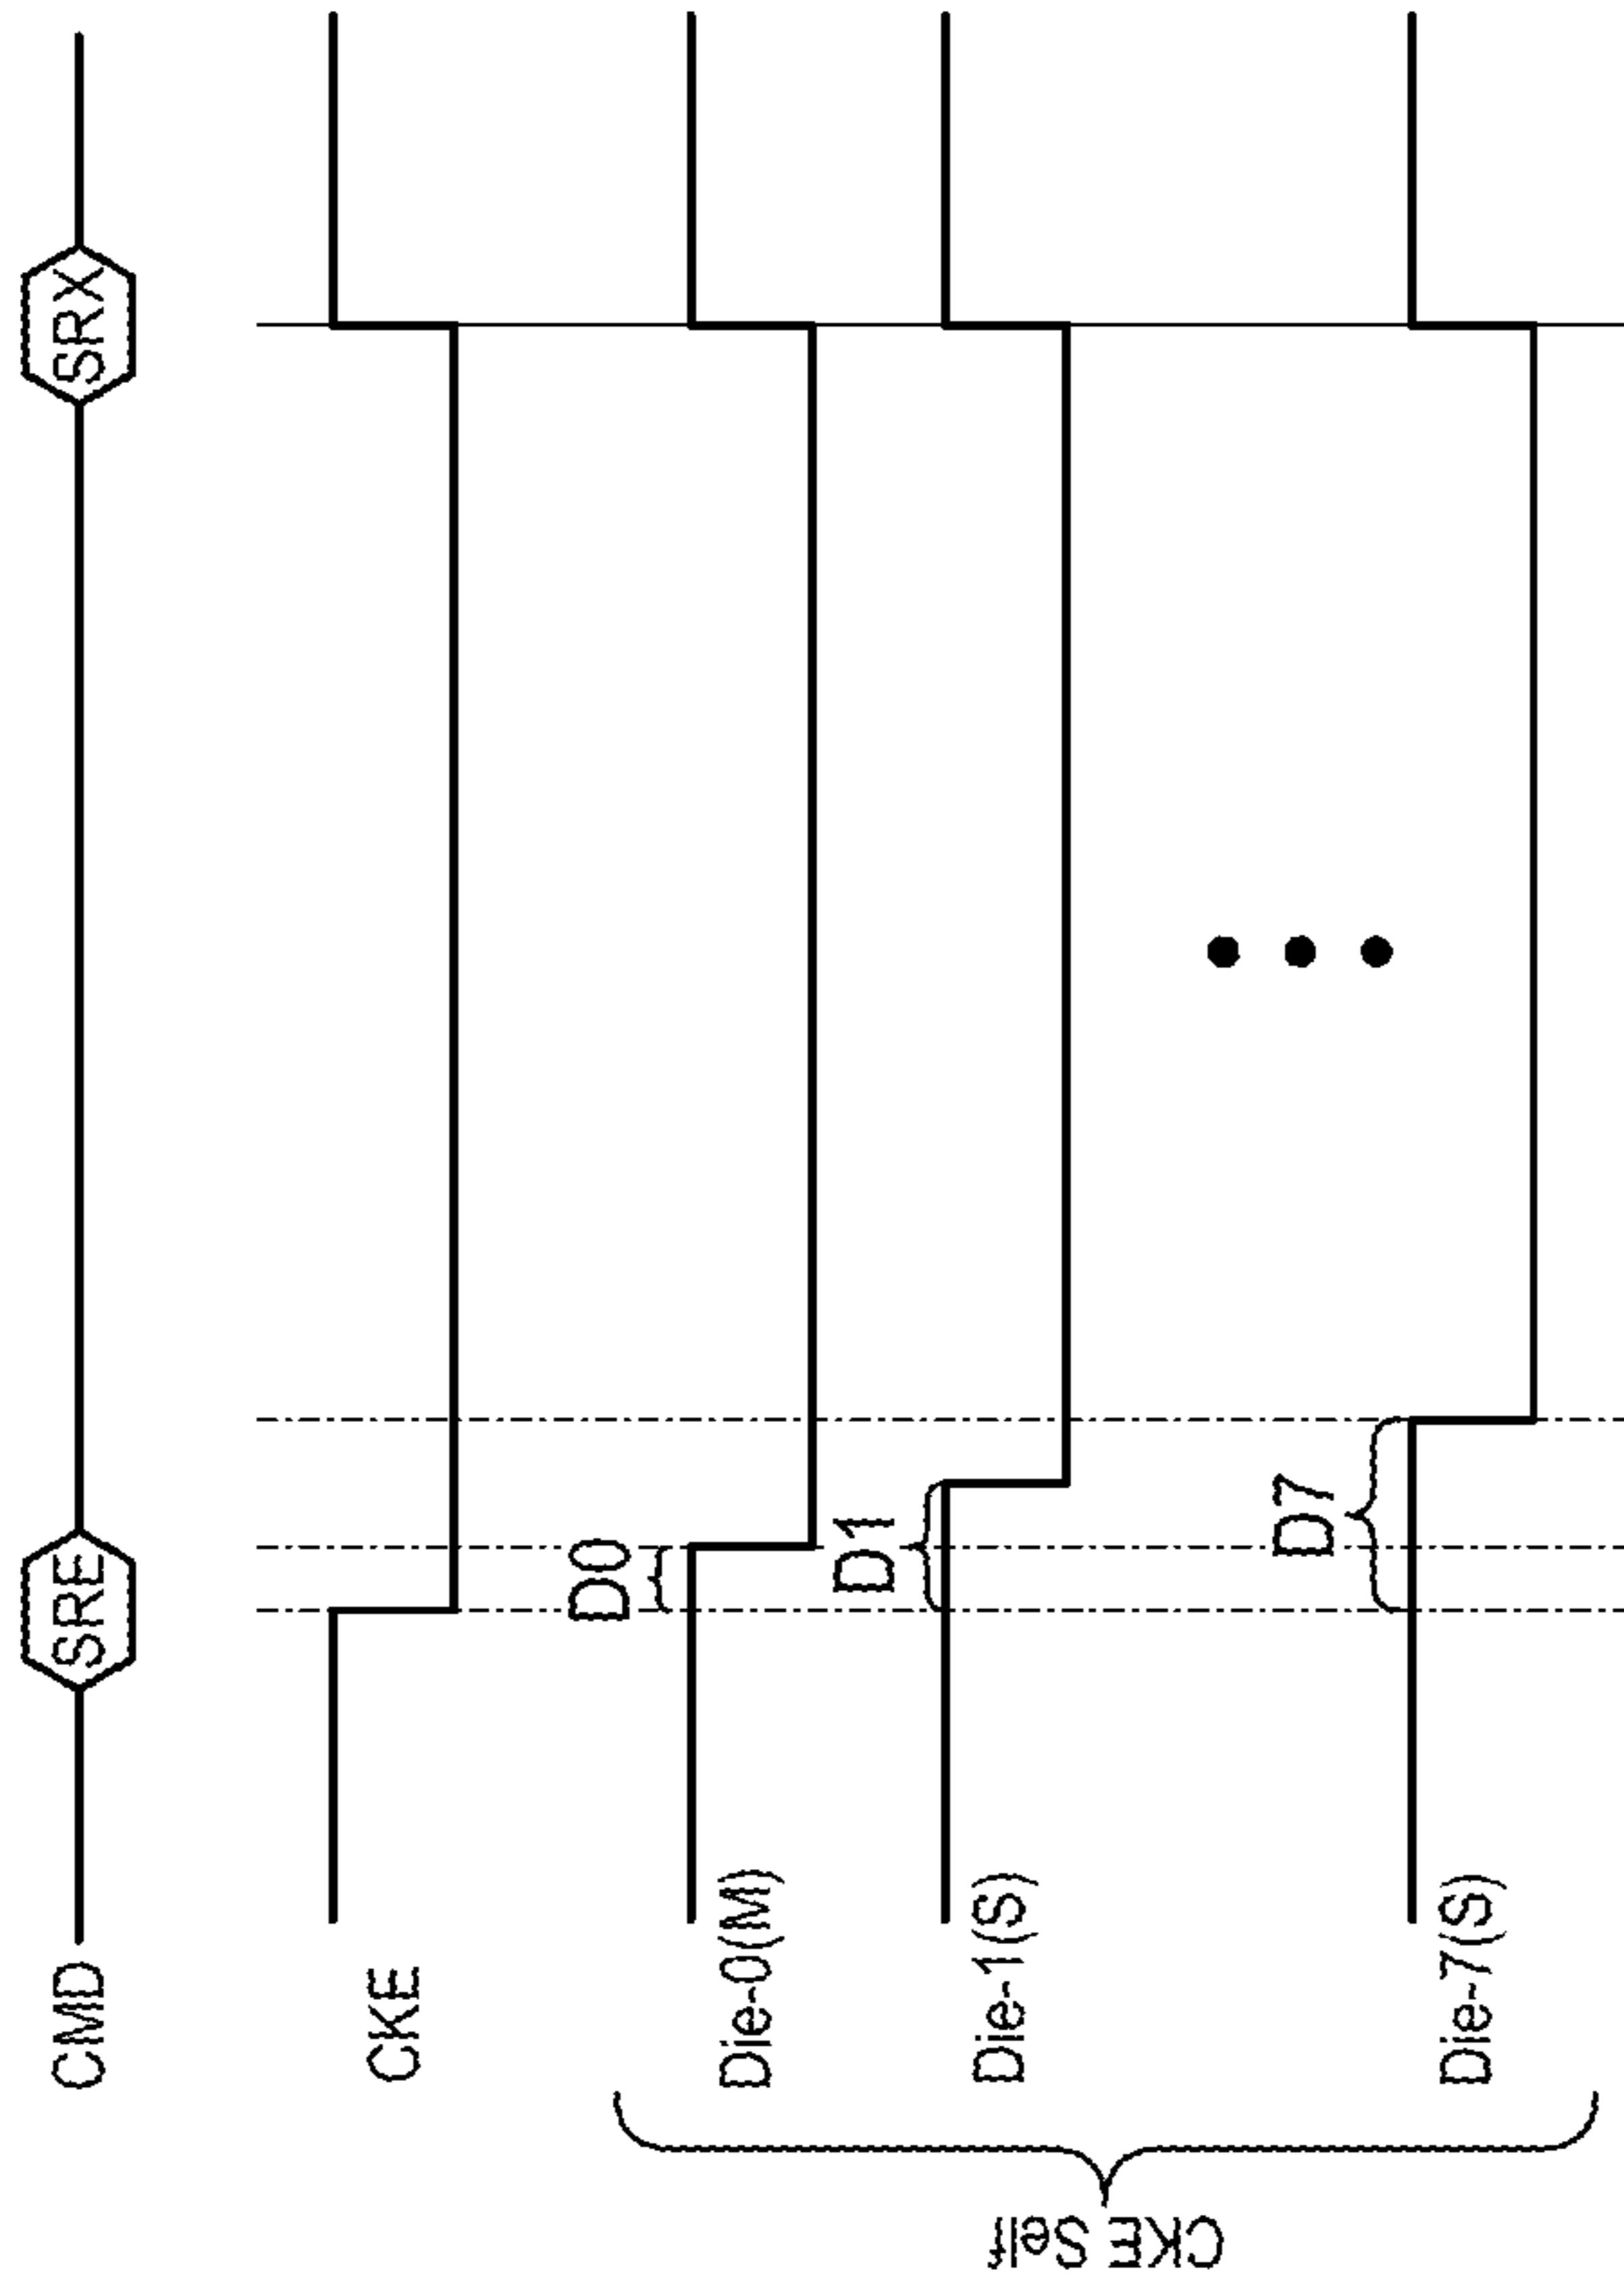 CMD
SRE
SRX
CKE
D0
Die-0(M)
D1
Die-1(S)
D7
Die-7(S)
CKE Self